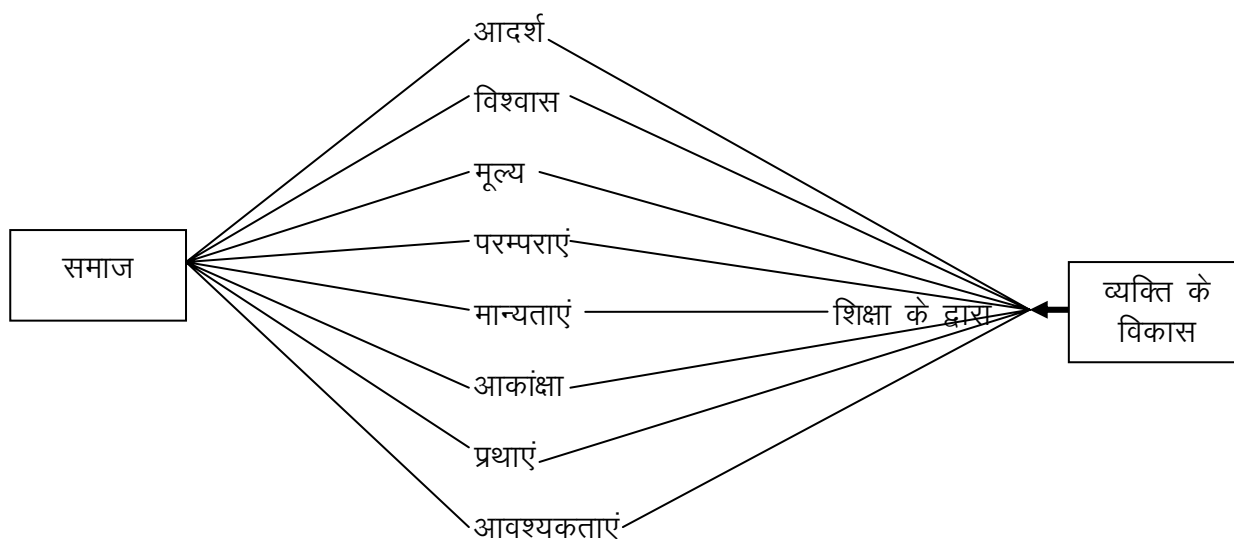 आदर्श
विश्वास
मूल्य
परम्पराएं
समाज
मान्यताएं
शिक्षा के द्वारा
व्यक्ति के
विकास
आकांक्षा
प्रथाएं
आवश्यकताएं